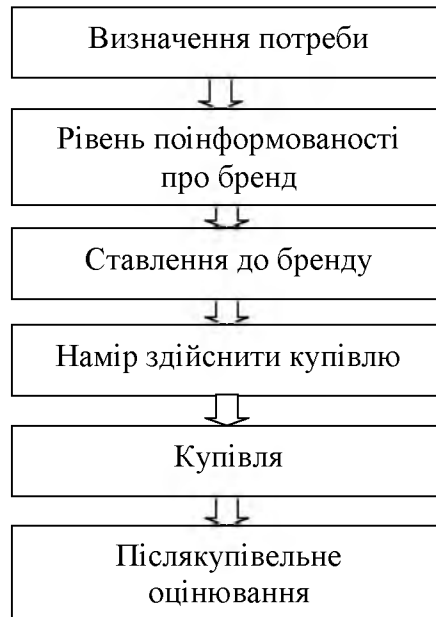 Визначення потреби
Рівень поінформованості
про бренд
Ставлення до бренду
Намір здійснити купівлю
Купівля
Післякупівельне
оцінювання